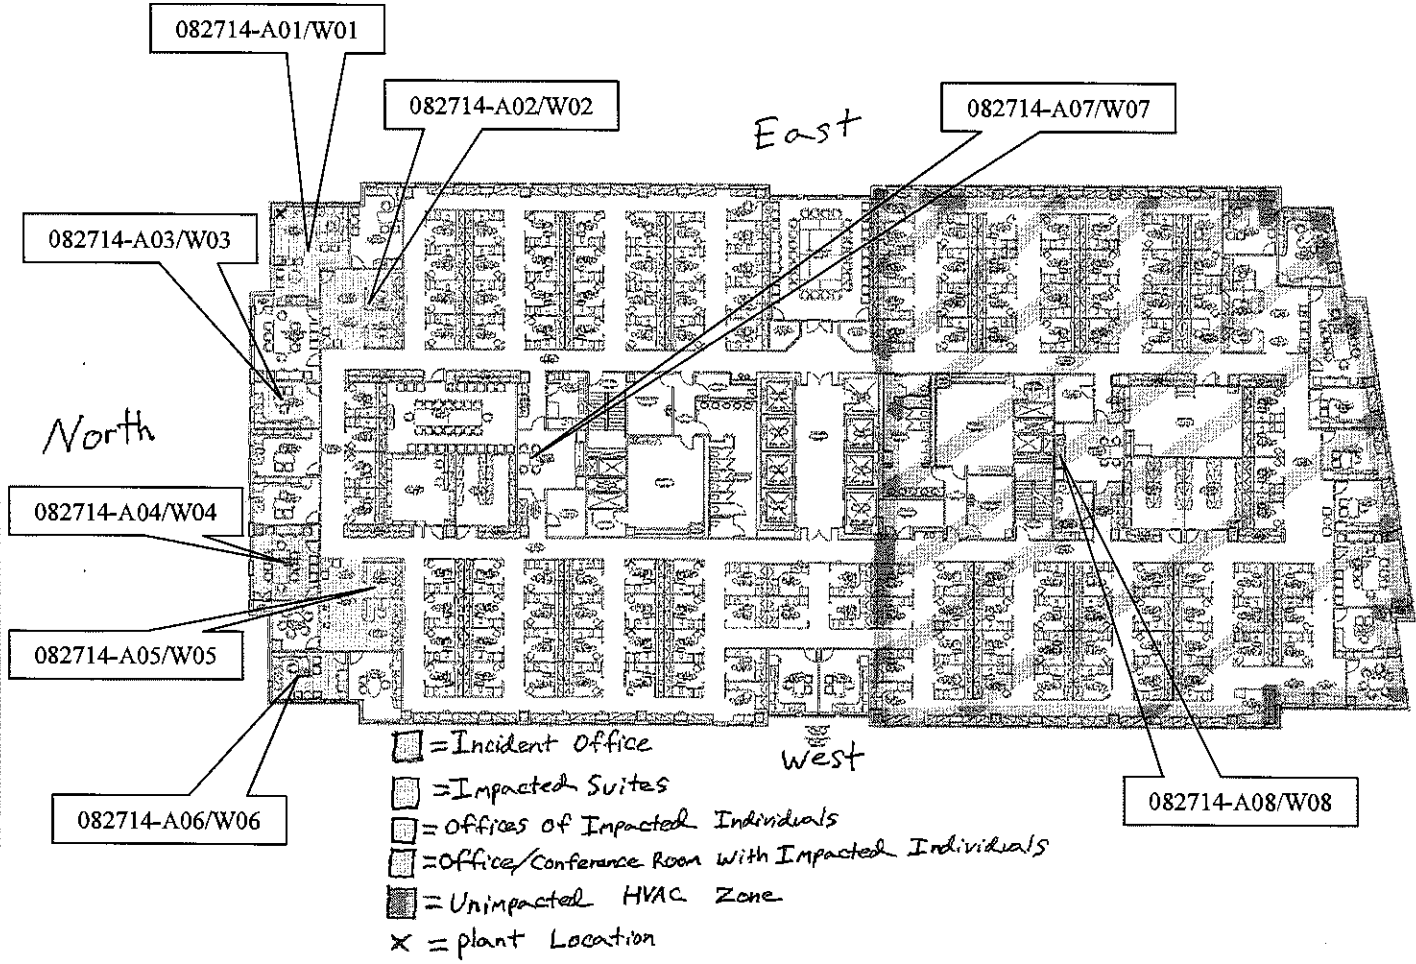 082714-A01/W01
082714-A02/W02
082714-A07/W07
East
082714-A03/W03
North
082714-A04/W04
082714-A05/W05
082714-A06/W06
West
082714-A08/W08
= Incident Office
= Impacted Suites
= Offices of Impacted Individuals
= Office/Conference Room with Impacted Individuals
= Unimpacted HVAC Zone
x = plant Location